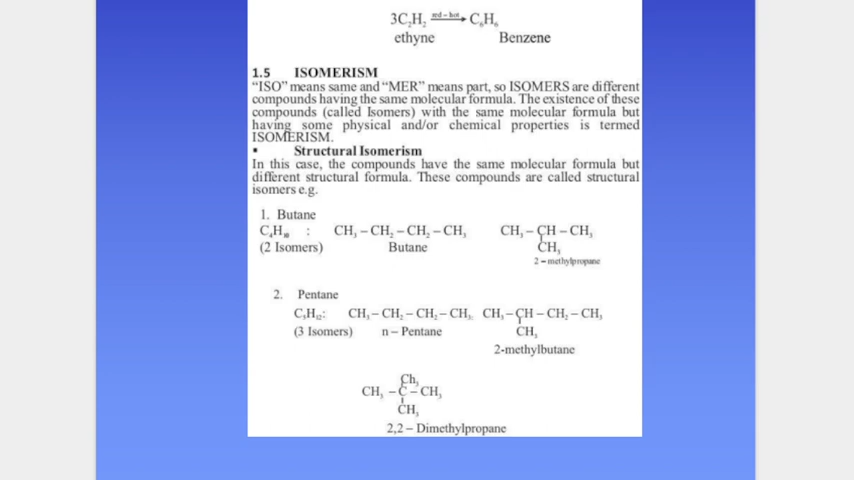 3C₂H₂ red – hot → C₆H₆
ethyne Benzene
1.5 ISOMERISM
“ISO” means same and “MER” means part, so ISOMERS are different
compounds having the same molecular formula. The existence of these
compounds (called Isomers) with the same molecular formula but
having some physical and/or chemical properties is termed
ISOMERISM.
▪ Structural Isomerism
In this case, the compounds have the same molecular formula but
different structural formula. These compounds are called structural
isomers e.g.
1. Butane
C₄H₁₀ : CH₃ – CH₂ – CH₂ – CH₃ CH₃ – CH – CH₃
(2 Isomers) Butane CH₃
2 – methylpropane
2. Pentane
C₅H₁₂: CH₃ – CH₂ – CH₂ – CH₃. CH₃ – CH – CH₂ – CH₃
(3 Isomers) n – Pentane CH₃
2-methylbutane
Ch₃
CH₃ – C – CH₃
CH₃
2,2 – Dimethylpropane